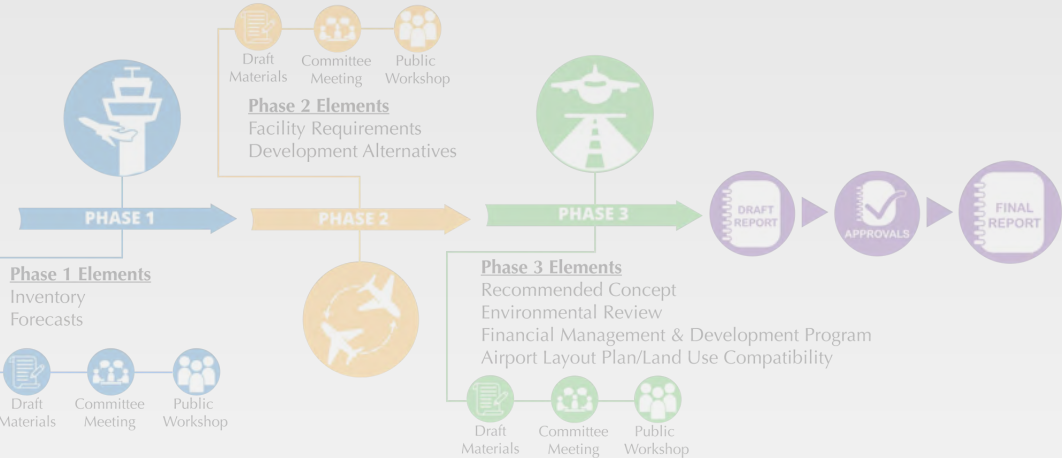 Draft
Materials
Committee
Meeting
Public
Workshop
Phase 2 Elements
Facility Requirements
Development Alternatives
PHASE 1
PHASE 2
PHASE 3
DRAFT
REPORT
APPROVALS
FINAL
REPORT
Phase 1 Elements
Inventory
Forecasts
Draft
Materials
Committee
Meeting
Public
Workshop
Phase 3 Elements
Recommended Concept
Environmental Review
Financial Management & Development Program
Airport Layout Plan/Land Use Compatibility
Draft
Materials
Committee
Meeting
Public
Workshop